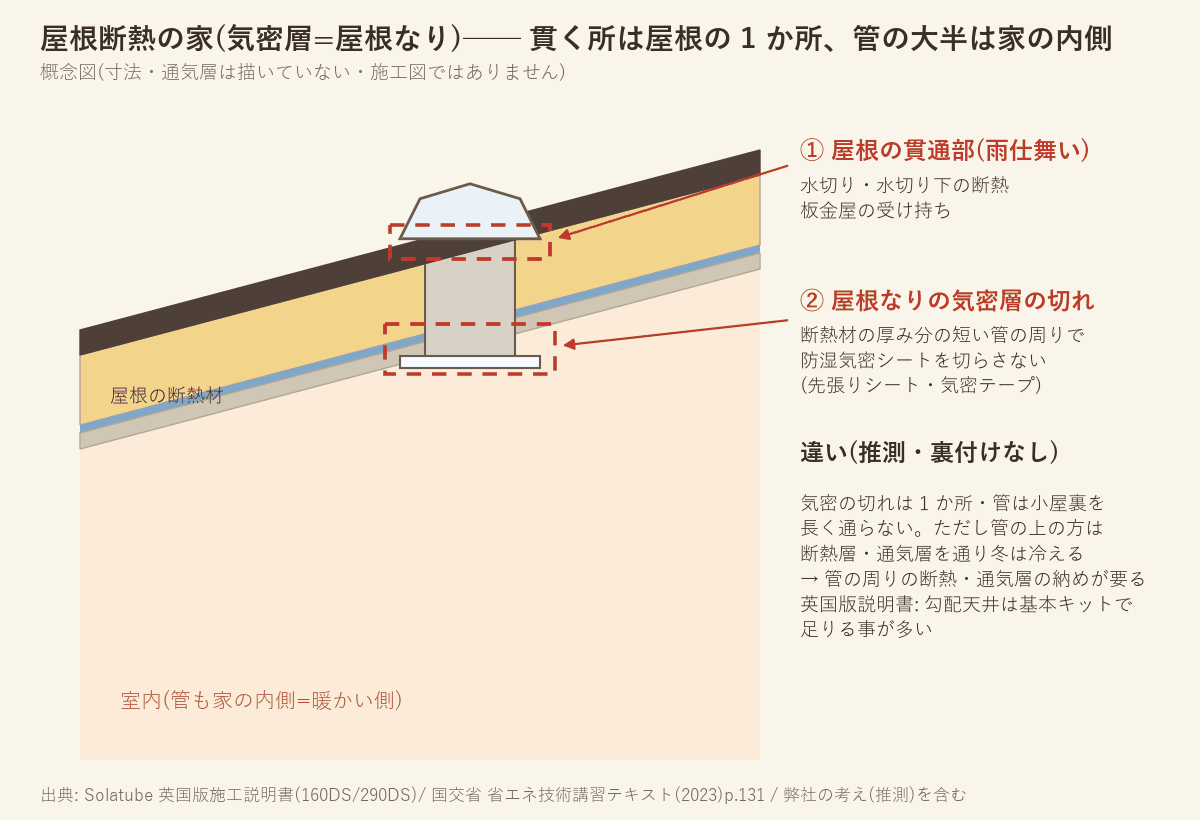 屋根断熱の家(気密層=屋根なり)—— 貫く所は屋根の 1 か所、管の大半は家の内側
概念図(寸法・通気層は描いていない・施工図ではありません)
① 屋根の貫通部(雨仕舞い)
水切り・水切り下の断熱
板金屋の受け持ち
② 屋根なりの気密層の切れ
断熱材の厚み分の短い管の周りで
防湿気密シートを切らさない
(先張りシート・気密テープ)
屋根の断熱材
違い(推測・裏付けなし)
気密の切れは 1 か所・管は小屋裏を
長く通らない。ただし管の上の方は
断熱層・通気層を通り冬は冷える
→ 管の周りの断熱・通気層の納めが要る
英国版説明書: 勾配天井は基本キットで
足りる事が多い
室内(管も家の内側=暖かい側)
出典: Solatube 英国版施工説明書(160DS/290DS)/ 国交省 省エネ技術講習テキスト(2023)p.131 / 弊社の考え(推測)を含む